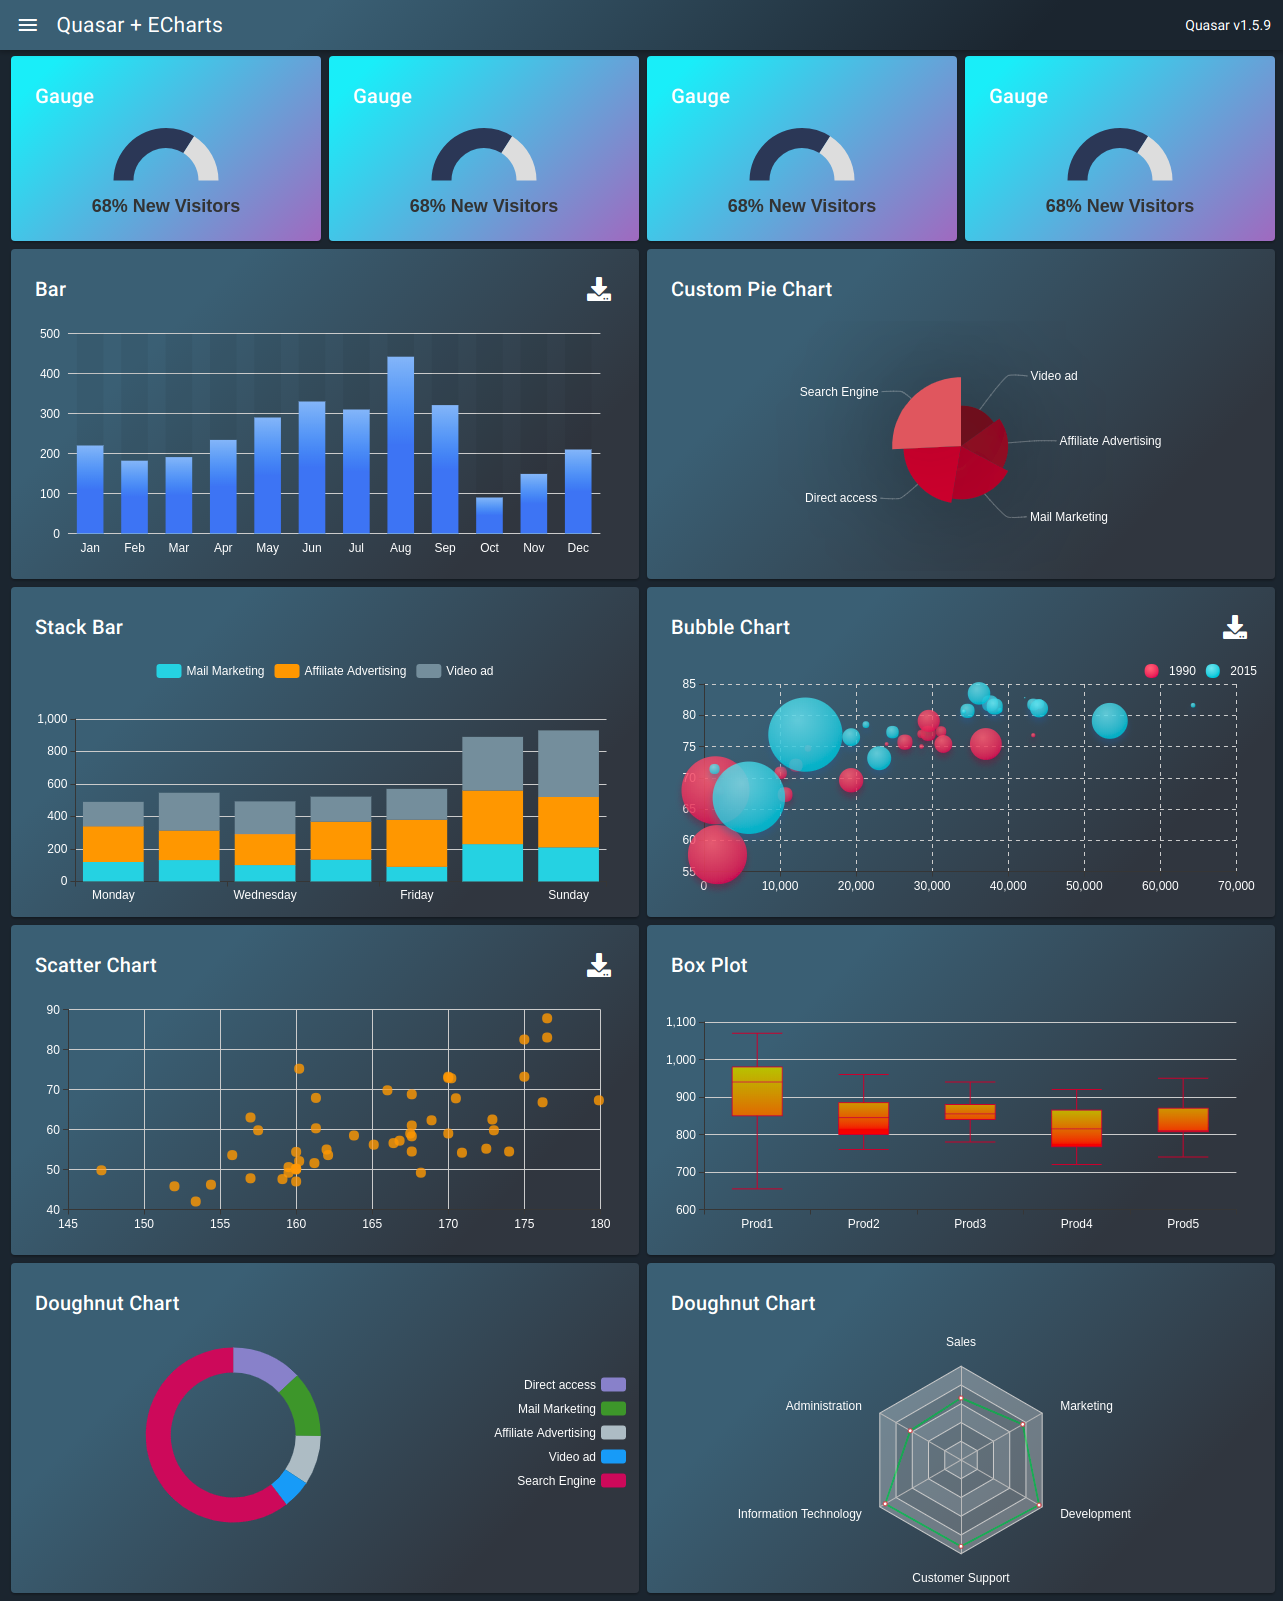 Quasar + ECharts
Quasar v1.5.9
Gauge
68% New Visitors
Gauge
68% New Visitors
Gauge
68% New Visitors
Gauge
68% New Visitors
Bar
500
400
300
200
100
0
Jan Feb Mar Apr May Jun Jul Aug Sep Oct Nov Dec
Custom Pie Chart
Video ad
Search Engine
Affiliate Advertising
Direct access
Mail Marketing
Stack Bar
Mail Marketing Affiliate Advertising Video ad
1,000
800
600
400
200
0
Monday Wednesday Friday Sunday
Bubble Chart
1990 2015
85
80
75
70
65
60
55
0 10,000 20,000 30,000 40,000 50,000 60,000 70,000
Scatter Chart
90
80
70
60
50
40
145 150 155 160 165 170 175 180
Box Plot
1,100
1,000
900
800
700
600
Prod1 Prod2 Prod3 Prod4 Prod5
Doughnut Chart
Direct access
Mail Marketing
Affiliate Advertising
Video ad
Search Engine
Doughnut Chart
Sales
Administration
Marketing
Information Technology
Development
Customer Support